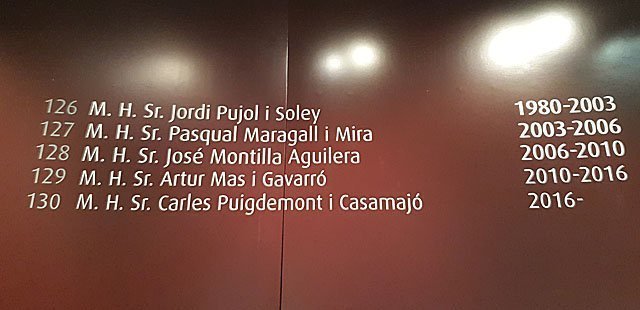 126 M. H. Sr. Jordi Pujol i Soley 1980-2003
127 M. H. Sr. Pasqual Maragall i Mira 2003-2006
128 M. H. Sr. José Montilla Aguilera 2006-2010
129 M. H. Sr. Artur Mas i Gavarró 2010-2016
130 M. H. Sr. Carles Puigdemont i Casamajó 2016-